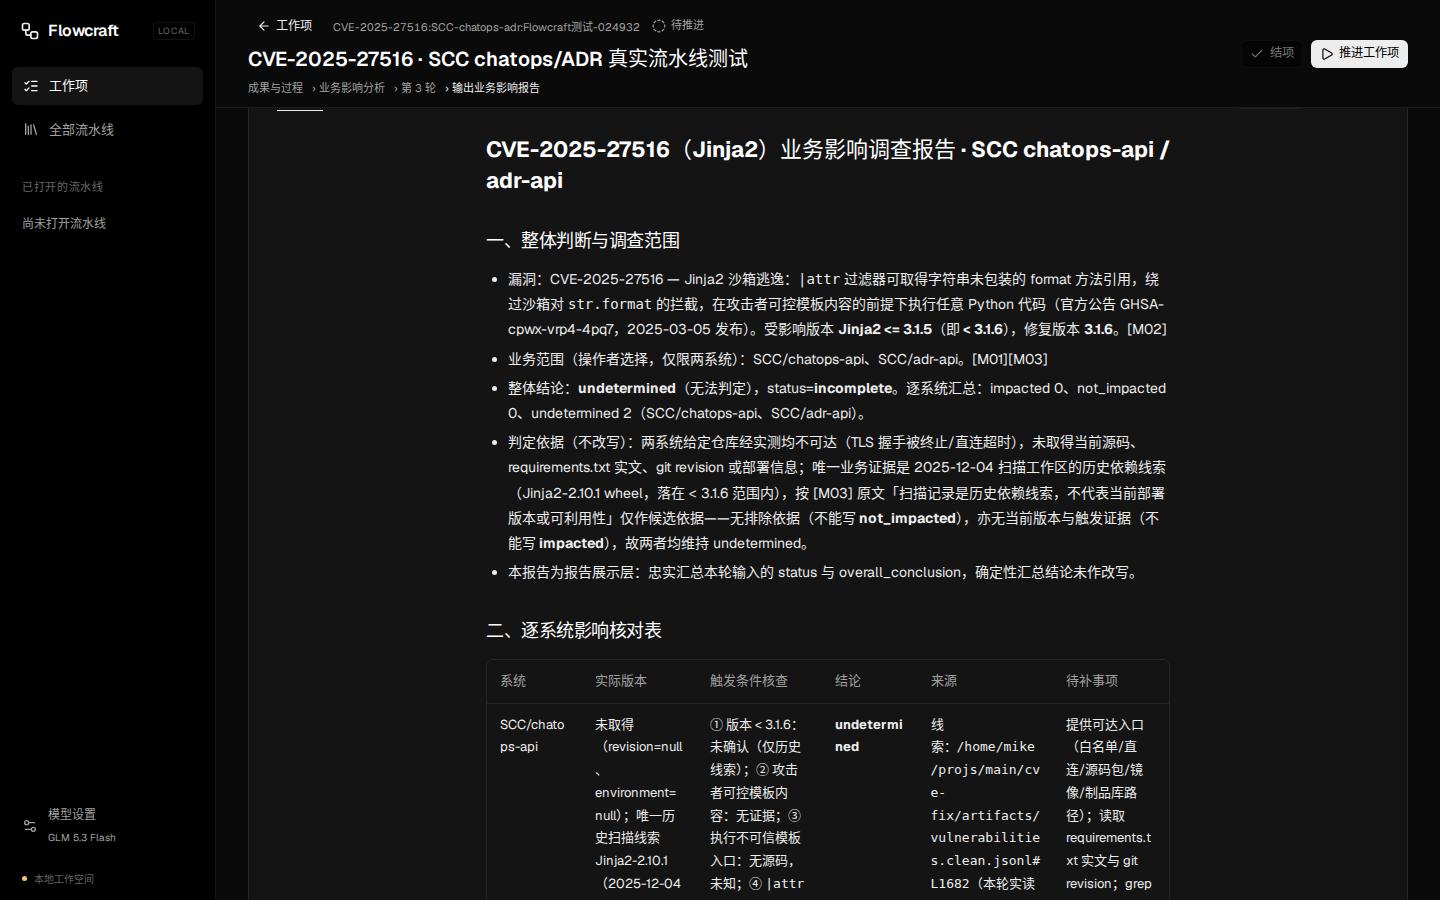 Flowcraft
LOCAL
工作项
全部流水线
已打开的流水线
尚未打开流水线
模型设置
GLM 5.3 Flash
本地工作空间
工作项
CVE-2025-27516:SCC-chatops-adr:Flowcraft测试-024932
待推进
CVE-2025-27516 · SCC chatops/ADR 真实流水线测试
成果与过程 › 业务影响分析 › 第 3 轮 › 输出业务影响报告
结项
推进工作项
CVE-2025-27516（Jinja2）业务影响调查报告 · SCC chatops-api /
adr-api
一、整体判断与调查范围
漏洞：CVE-2025-27516 — Jinja2 沙箱逃逸：|attr 过滤器可取得字符串未包装的 format 方法引用，绕
过沙箱对 str.format 的拦截，在攻击者可控模板内容的前提下执行任意 Python 代码（官方公告 GHSA-
cpwx-vrp4-4pq7，2025-03-05 发布）。受影响版本 Jinja2 <= 3.1.5（即 < 3.1.6），修复版本 3.1.6。[M02]
业务范围（操作者选择，仅限两系统）：SCC/chatops-api、SCC/adr-api。[M01][M03]
整体结论：undetermined（无法判定），status=incomplete。逐系统汇总：impacted 0、not_impacted
0、undetermined 2（SCC/chatops-api、SCC/adr-api）。
判定依据（不改写）：两系统给定仓库经实测均不可达（TLS 握手被终止/直连超时），未取得当前源码、
requirements.txt 实文、git revision 或部署信息；唯一业务证据是 2025-12-04 扫描工作区的历史依赖线索
（Jinja2-2.10.1 wheel，落在 < 3.1.6 范围内），按 [M03] 原文「扫描记录是历史依赖线索，不代表当前部署
版本或可利用性」仅作候选依据——无排除依据（不能写 not_impacted），亦无当前版本与触发证据（不
能写 impacted），故两者均维持 undetermined。
本报告为报告展示层：忠实汇总本轮输入的 status 与 overall_conclusion，确定性汇总结论未作改写。
二、逐系统影响核对表
系统 实际版本 触发条件核查 结论 来源 待补事项
SCC/chato
ps-api
未取得
（revision=null
、
environment=
null）；唯一历
史扫描线索
Jinja2-2.10.1
（2025-12-04
① 版本 < 3.1.6：
未确认（仅历史
线索）；② 攻击
者可控模板内
容：无证据；③
执行不可信模板
入口：无源码，
未知；④ |attr
undetermi
ned
线
索：/home/mike
/projs/main/cv
e-
fix/artifacts/
vulnerabilitie
s.clean.jsonl#
L1682（本轮实读
提供可达入口
（白名单/直
连/源码包/镜
像/制品库路
径）；读取
requirements.t
xt 实文与 git
revision；grep